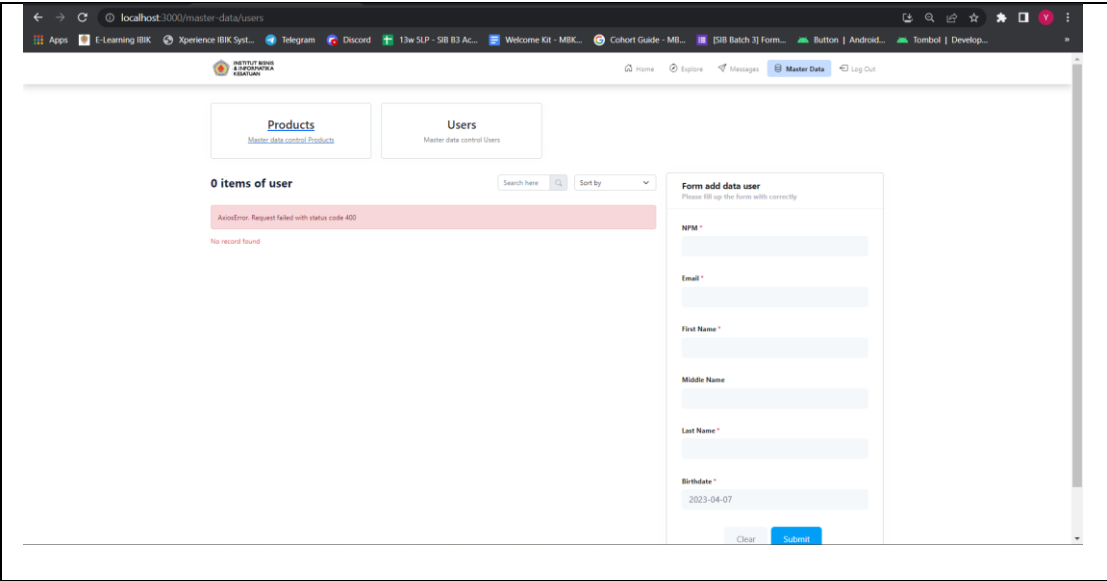 localhost:3000/master-data/users
Y
Apps E-Learning IBIK Xperience IBIK Syst... Telegram Discord 13w SLP - SIB B3 Ac... Welcome Kit - MBK... Cohort Guide - MB... [SIB Batch 3] Form... Button | Android... Tombol | Develop... »
INSTITUT BISNIS
& INFORMATIKA
KESATUAN
Home Explore Messages Master Data Log Out
Products
Master data control Products
Users
Master data control Users
0 items of user
Search here
Sort by
AxiosError. Request failed with status code 400
No record found
Form add data user
Please fill up the form with correctly
NPM *
Email *
First Name *
Middle Name
Last Name *
Birthdate *
2023-04-07
Clear Submit